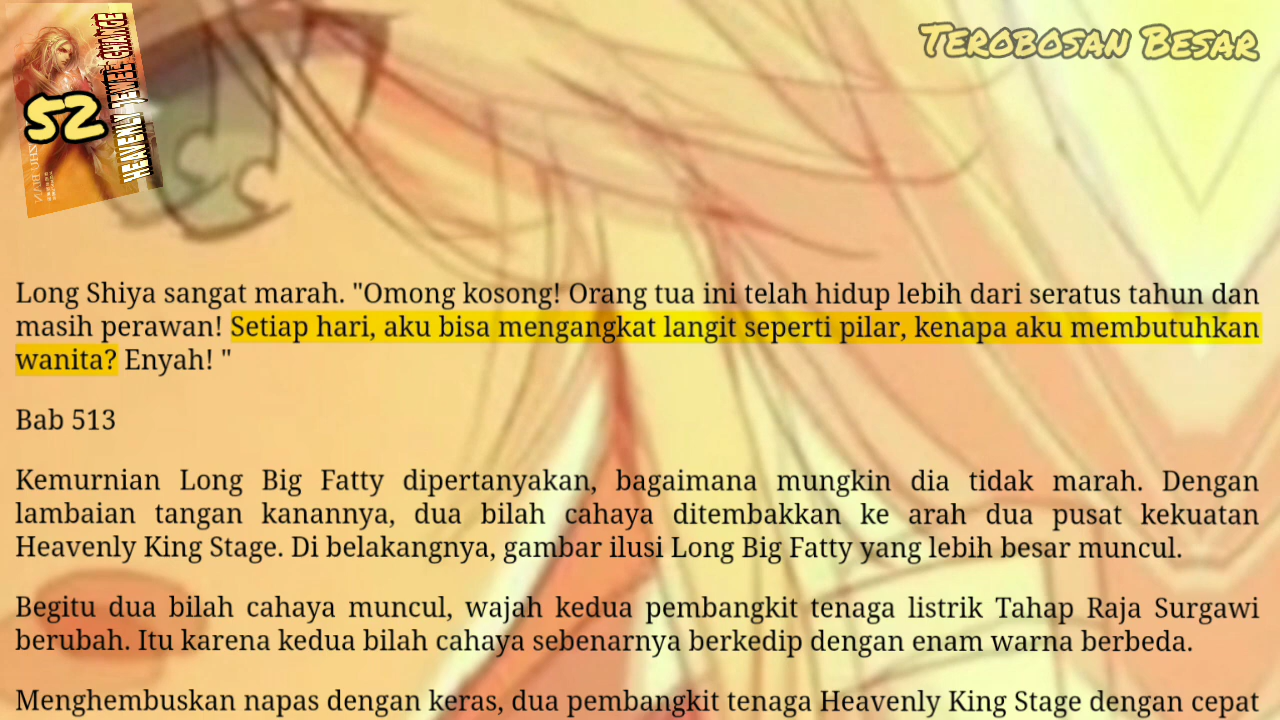 Terobosan Besar
52
HEAVENLY JEWEL CHANGE
Long Shiya sangat marah. "Omong kosong! Orang tua ini telah hidup lebih dari seratus tahun dan
masih perawan! Setiap hari, aku bisa mengangkat langit seperti pilar, kenapa aku membutuhkan
wanita? Enyah! "
Bab 513
Kemurnian Long Big Fatty dipertanyakan, bagaimana mungkin dia tidak marah. Dengan
lambaian tangan kanannya, dua bilah cahaya ditembakkan ke arah dua pusat kekuatan
Heavenly King Stage. Di belakangnya, gambar ilusi Long Big Fatty yang lebih besar muncul.
Begitu dua bilah cahaya muncul, wajah kedua pembangkit tenaga listrik Tahap Raja Surgawi
berubah. Itu karena kedua bilah cahaya sebenarnya berkedip dengan enam warna berbeda.
Menghembuskan napas dengan keras, dua pembangkit tenaga Heavenly King Stage dengan cepat